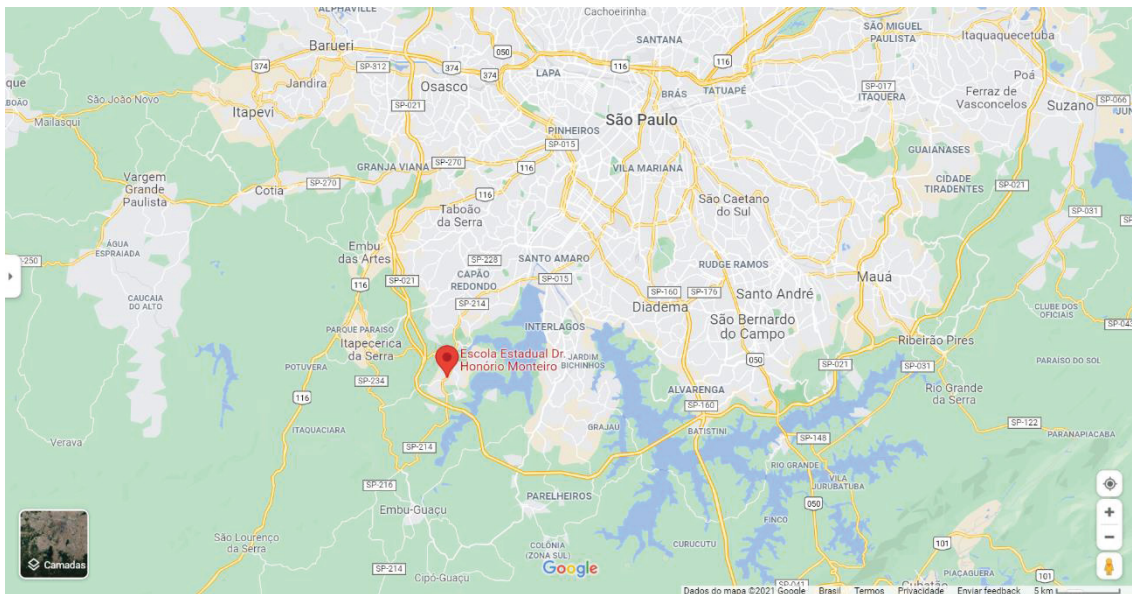 ALPHAVILLE
Cachoeirinha
SÃO MIGUEL
PAULISTA
Itaquaquecetuba
Barueri
050
SANTANA
374
SP-312
374
374
LAPA
116
116
Poá
Jandira
Osasco
BRÁS
TATUAPÉ
SP-017
ITAQUERA
Ferraz de
Vasconcelos
SP-066
São João Novo
SP-021
Suzano
Itapevi
São Paulo
Mailasqui
PINHEIROS
SP-015
GUAIANASES
GRANJA VIANA
SP-270
116
VILA MARIANA
Vargem
Grande
Paulista
SP-270
Cotia
CIDADE
TIRADENTES
SP-021
116
São Caetano
do Sul
Taboão
da Serra
SP-031
ÁGUA
ESPRAIADA
Embu
das Artes
SP-228
SANTO AMARO
RUDGE RAMOS
SP-250
116
SP-021
CAPÃO
REDONDO
SP-015
Mauá
SP-160
SP-176
Santo André
CAUCAIA
DO ALTO
SP-214
Diadema
CLUBE DOS
OFICIAIS
SP-043
PARQUE PARAISO
INTERLAGOS
São Bernardo
do Campo
Itapecerica
da Serra
Escola Estadual Dr.
Honório Monteiro
JARDIM
BICHINHOS
050
Ribeirão Pires
POTUVERA
SP-021
SP-031
PARAÍSO DO SOL
SP-234
ALVARENGA
Rio Grande
da Serra
116
SP-160
ITAQUACIARA
GRAJAÚ
BATISTINI
SP-122
Verava
SP-214
SP-148
PARANAPIACABA
RIO GRANDE
SP-216
VILA
JURUBATUBA
PARELHEIROS
Embu-Guaçu
050
FINCO
São Lourenço
da Serra
COLÔNIA
(ZONA SUL)
CURUCUTU
101
Camadas
Google
SP-214
Cipó-Guaçu
PIAÇAGUERA
101
SP-041
Cubatão
Dados do mapa ©2021 Google Brasil Termos Privacidade Enviar feedback 5 km